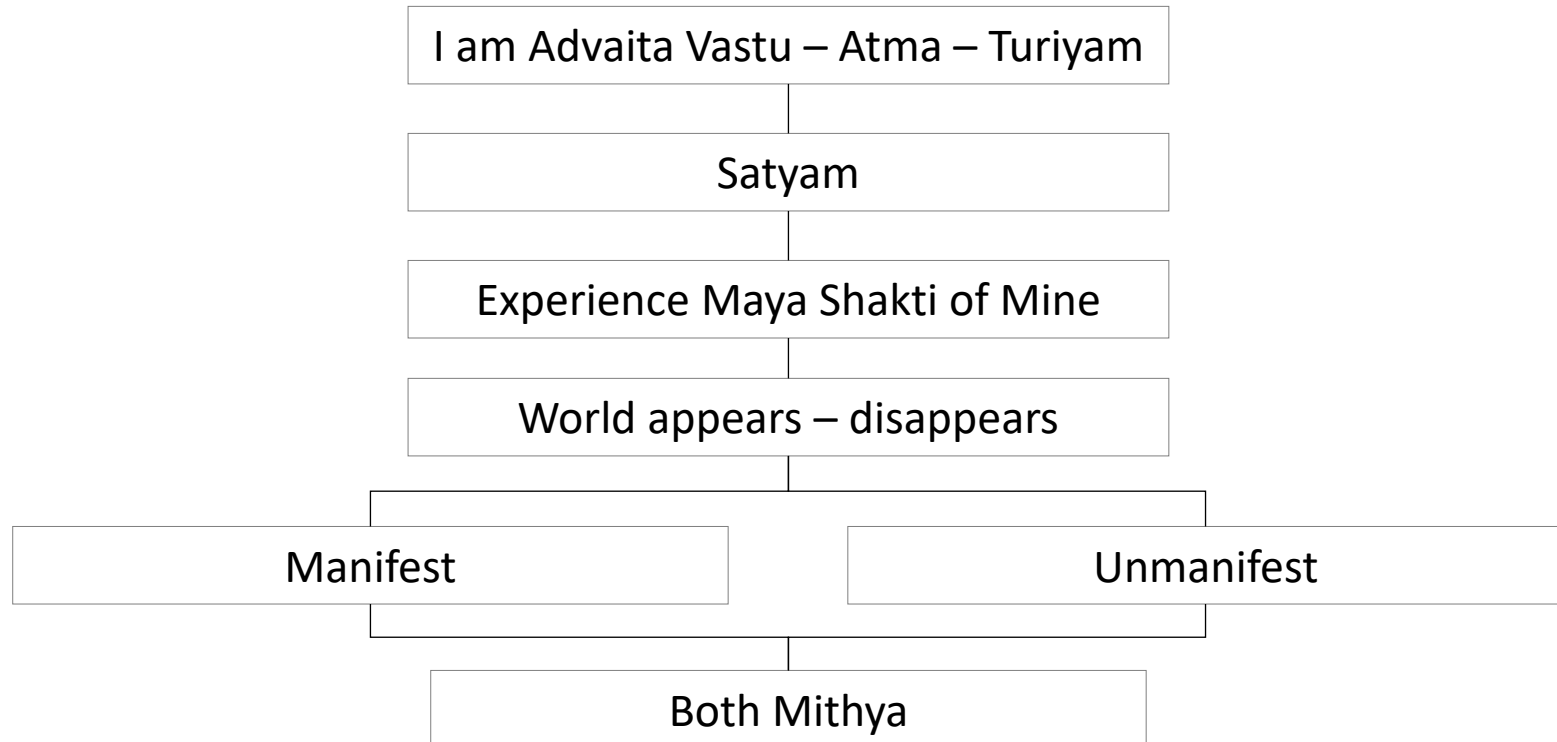 I am Advaita Vastu – Atma – Turiyam
Satyam
Experience Maya Shakti of Mine
World appears – disappears
Manifest
Unmanifest
Both Mithya